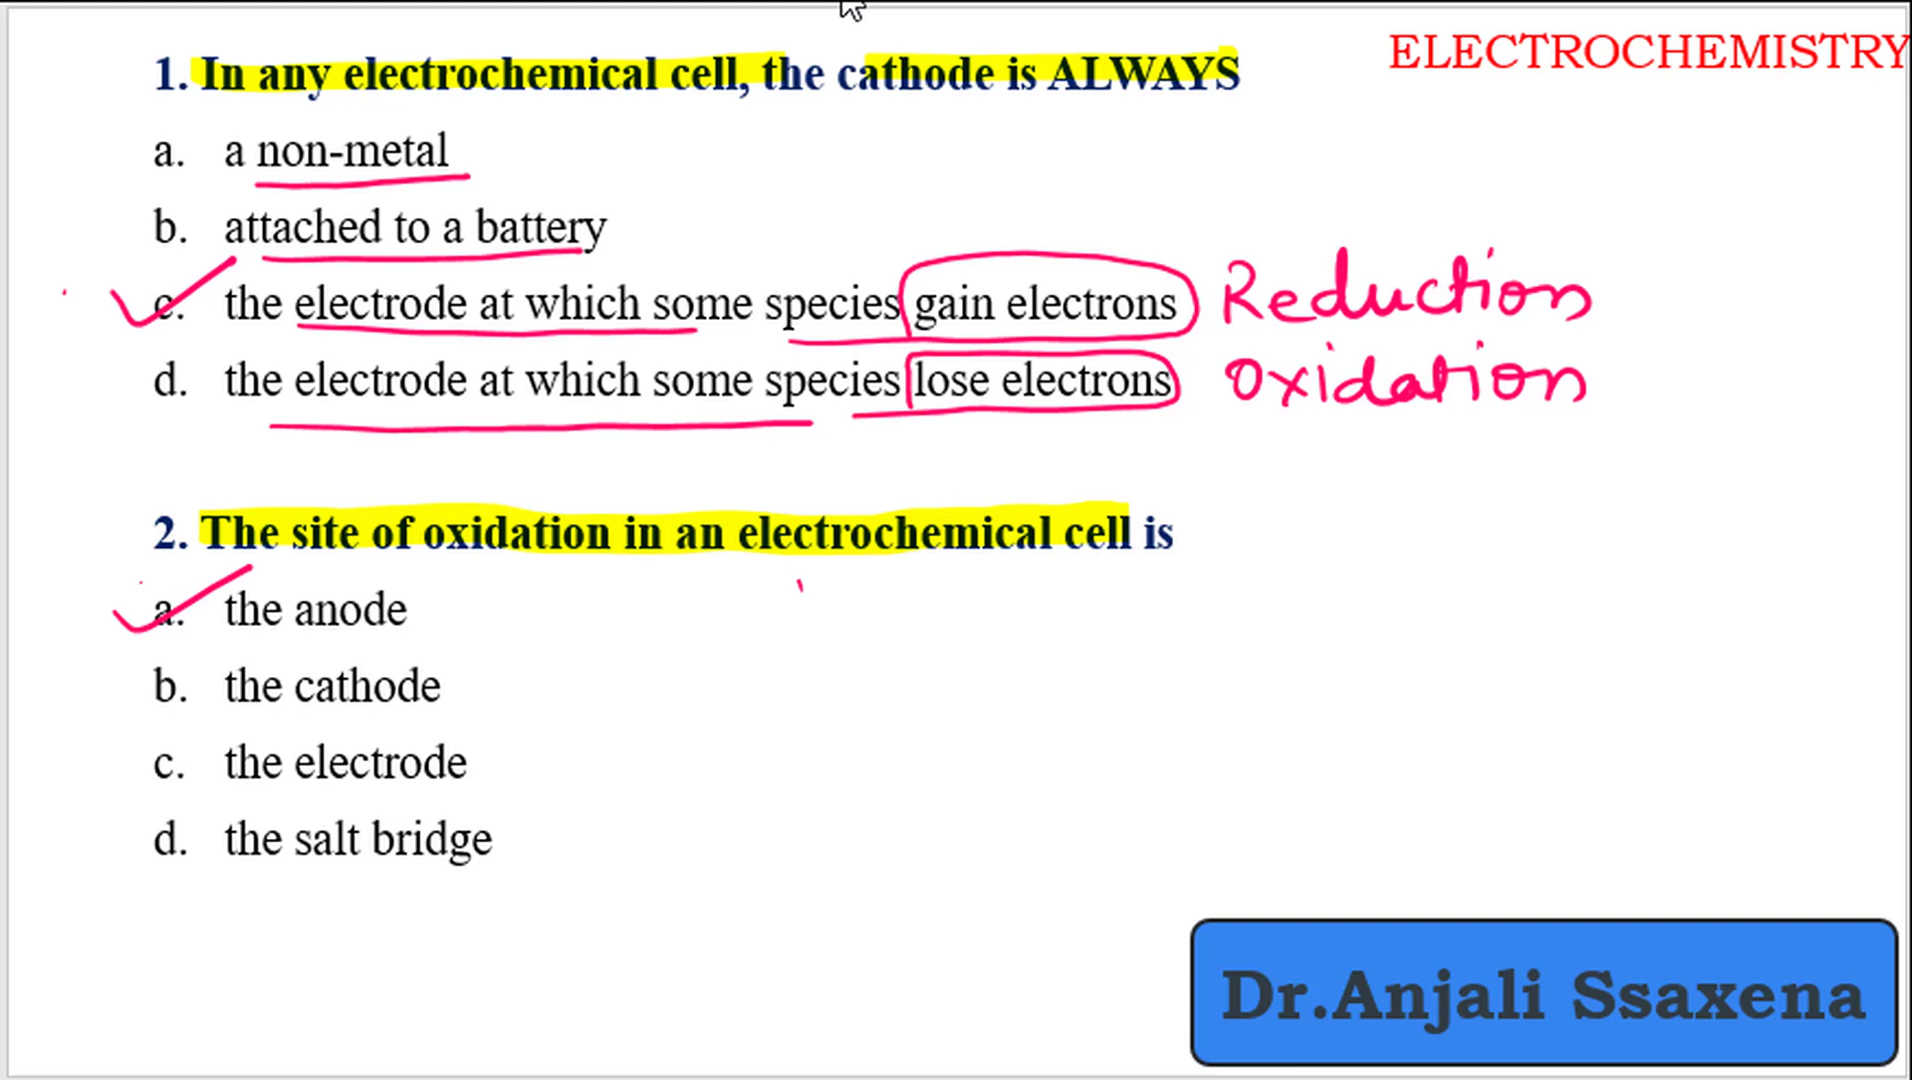 ELECTROCHEMISTRY
1. In any electrochemical cell, the cathode is ALWAYS
a. a non-metal
b. attached to a battery
c. the electrode at which some species gain electrons Reduction
d. the electrode at which some species lose electrons Oxidation
2. The site of oxidation in an electrochemical cell is
a. the anode
b. the cathode
c. the electrode
d. the salt bridge
Dr.Anjali Ssaxena